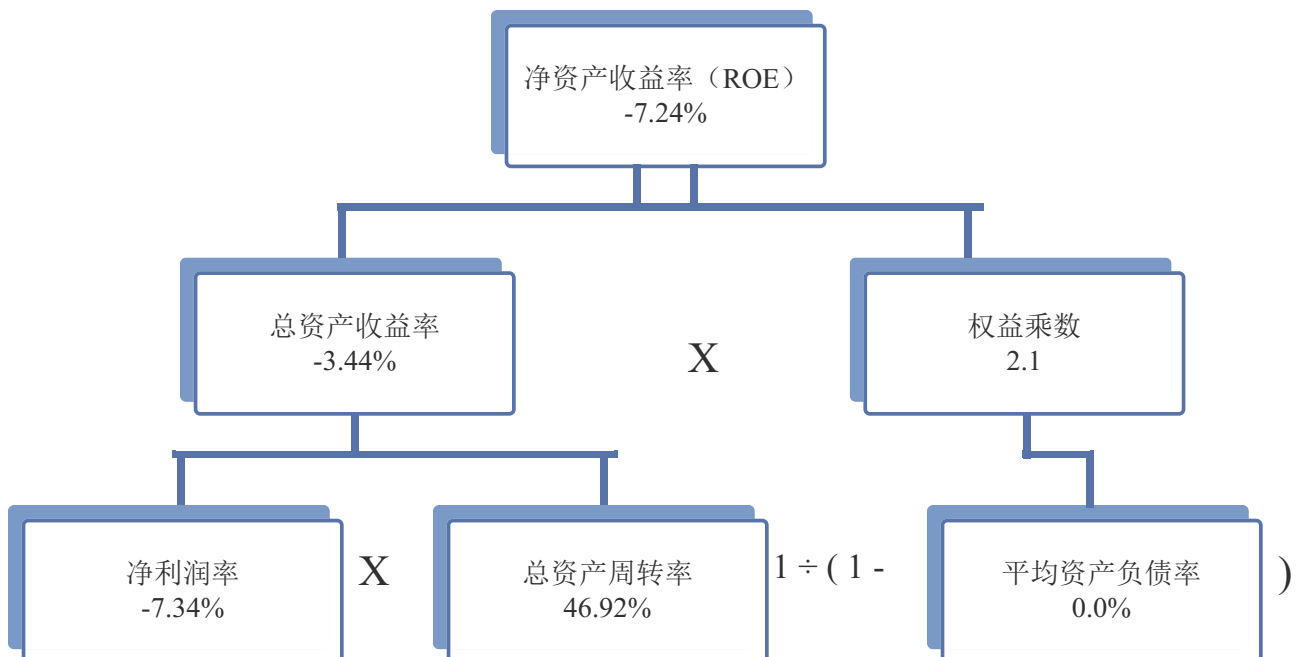 净资产收益率（ROE）
-7.24%
总资产收益率
-3.44%
X
权益乘数
2.1
净利润率
-7.34%
X
总资产周转率
46.92%
1 ÷ ( 1 -
平均资产负债率
0.0%
)